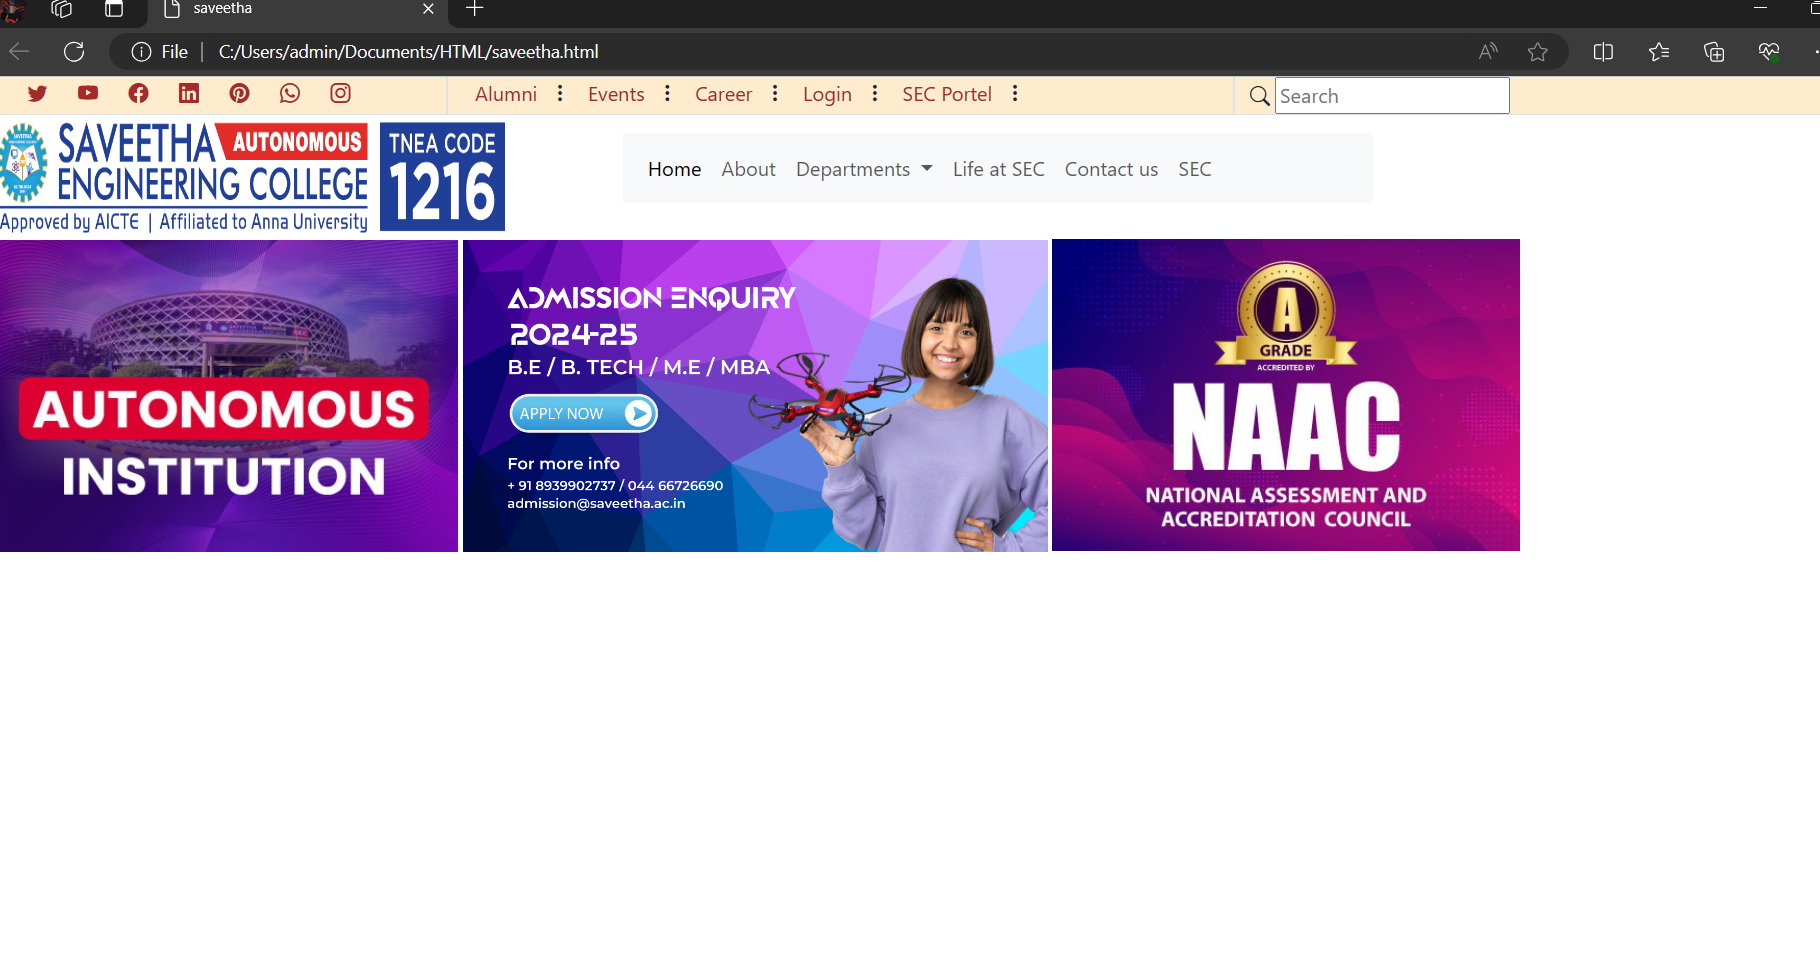 saveetha
File
C:/Users/admin/Documents/HTML/saveetha.html
Alumni Events Career Login SEC Portel
Search
SAVEETHA AUTONOMOUS
ENGINEERING COLLEGE
Approved by AICTE | Affiliated to Anna University
TNEA CODE
1216
Home About Departments Life at SEC Contact us SEC
AUTONOMOUS
INSTITUTION
ADMISSION ENQUIRY
2024-25
B.E / B. TECH / M.E / MBA
APPLY NOW
For more info
+ 91 8939902737 / 044 66726690
admission@saveetha.ac.in
A
GRADE
ACCREDITED BY
NAAC
NATIONAL ASSESSMENT AND
ACCREDITATION COUNCIL